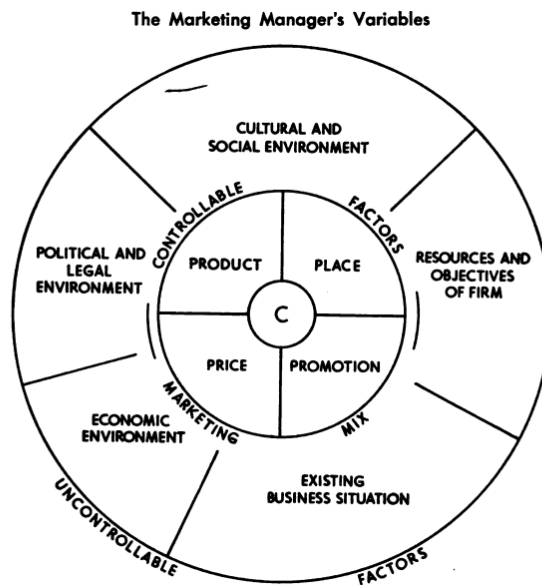 The Marketing Manager's Variables
CULTURAL AND
SOCIAL ENVIRONMENT
CONTROLLABLE
FACTORS
POLITICAL AND
LEGAL
ENVIRONMENT
PRODUCT
PLACE
RESOURCES AND
OBJECTIVES
OF FIRM
C
PRICE
PROMOTION
MARKETING
MIX
ECONOMIC
ENVIRONMENT
EXISTING
BUSINESS SITUATION
UNCONTROLLABLE
FACTORS